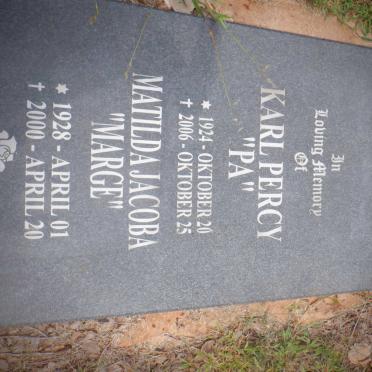 In
Loving Memory
Of
KARL PERCY
"PA"
* 1924 - OKTOBER 20
† 2006 - OKTOBER 25
MATILDA JACOBA
"MARGE"
* 1928 - APRIL 01
† 2000 - APRIL 20